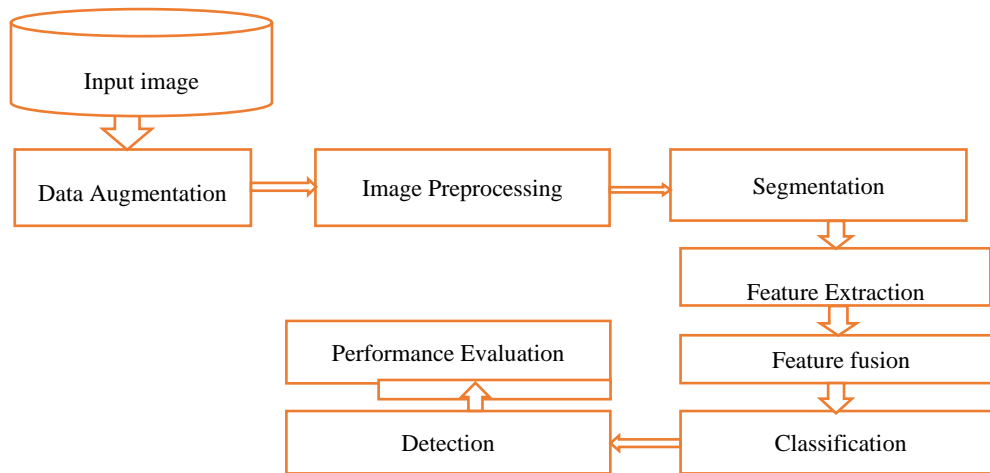 Input image
Data Augmentation
Image Preprocessing
Segmentation
Feature Extraction
Feature fusion
Classification
Detection
Performance Evaluation